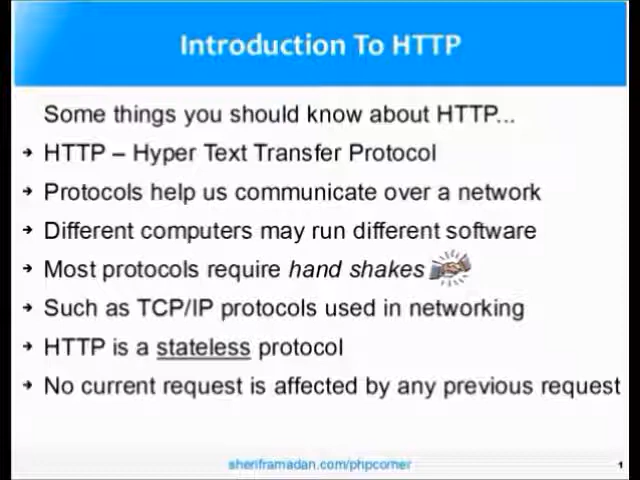 Introduction To HTTP
Some things you should know about HTTP...
➔ HTTP – Hyper Text Transfer Protocol
➔ Protocols help us communicate over a network
➔ Different computers may run different software
➔ Most protocols require hand shakes
➔ Such as TCP/IP protocols used in networking
➔ HTTP is a stateless protocol
➔ No current request is affected by any previous request
sheriframadan.com/phpcorner
1